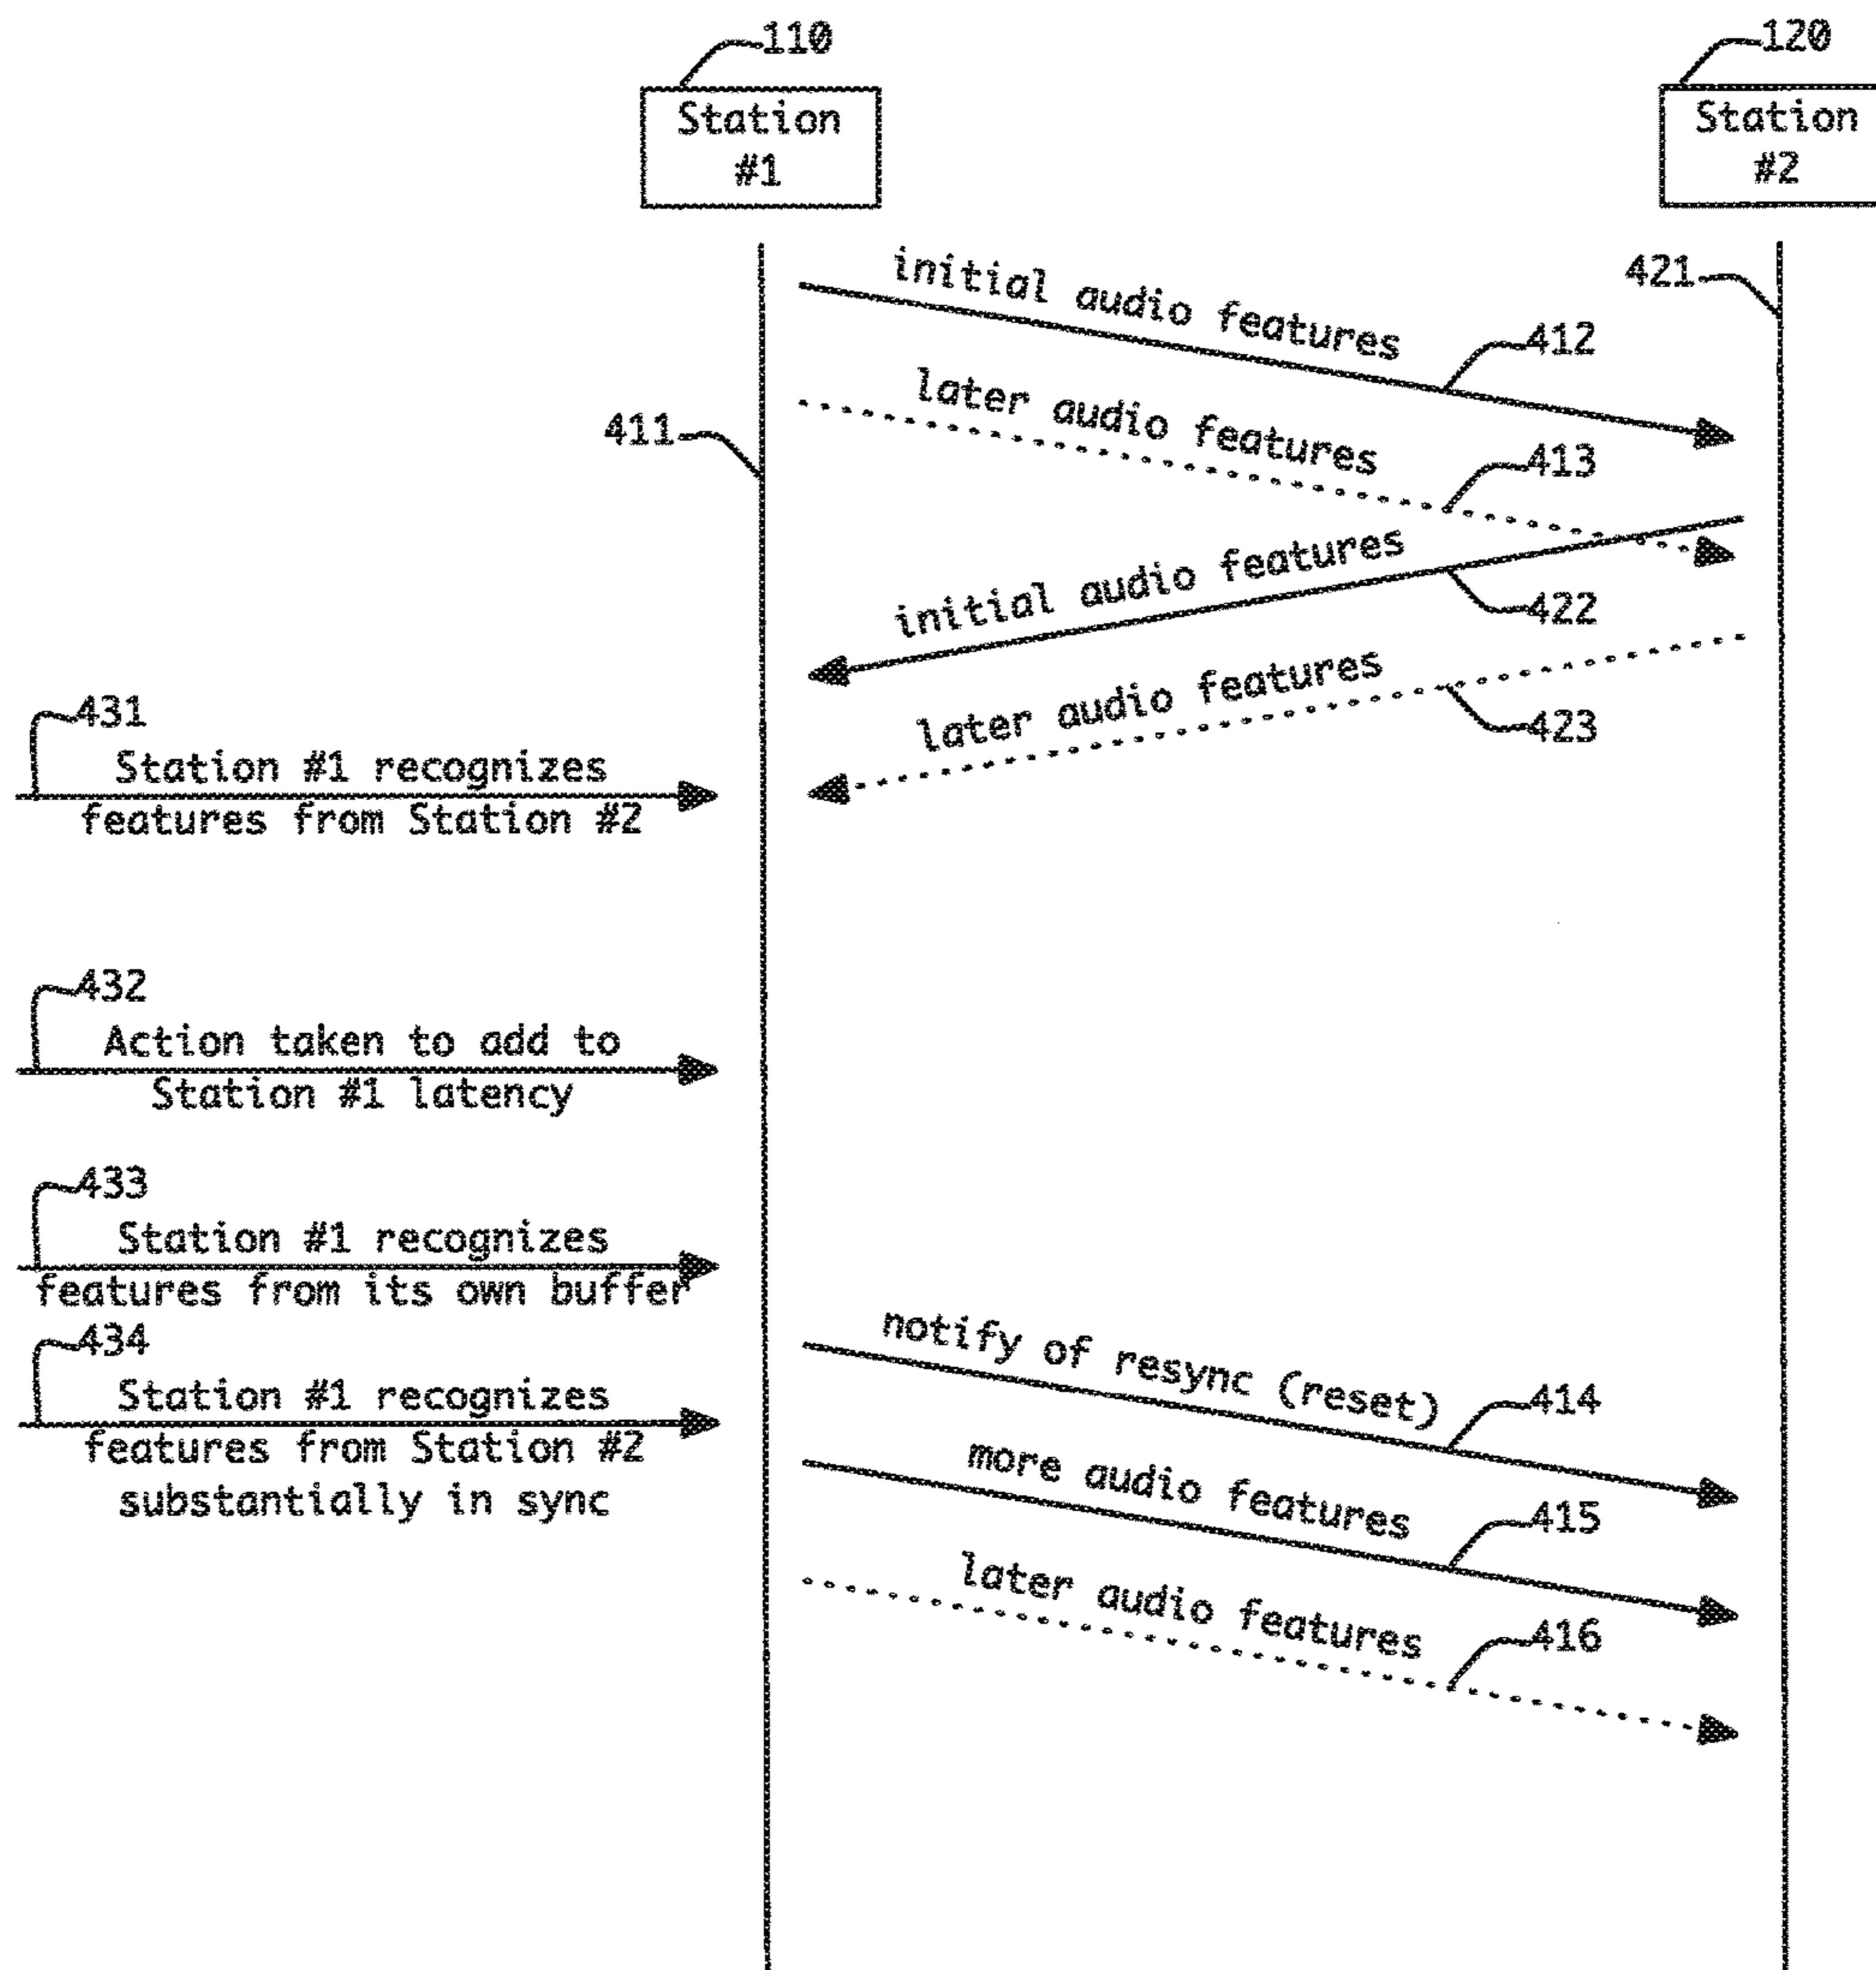 110
120
Station
#1
Station
#2
421
initial audio features
412
later audio features
411
413
initial audio features
422
later audio features
423
431
Station #1 recognizes
features from Station #2
432
Action taken to add to
Station #1 latency
433
Station #1 recognizes
features from its own buffer
434
Station #1 recognizes
features from Station #2
substantially in sync
notify of resync (reset)
414
more audio features
415
later audio features
416